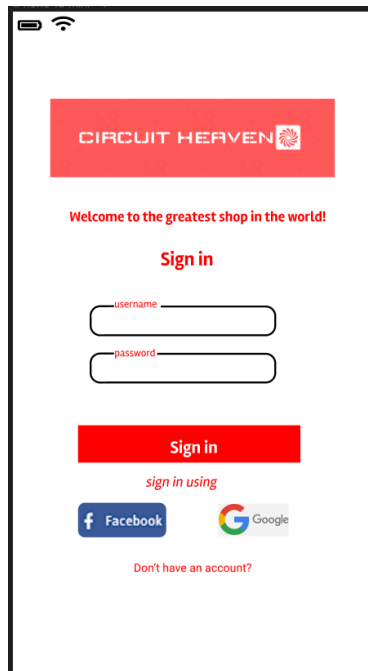 CIRCUIT HEAVEN
Welcome to the greatest shop in the world!
Sign in
username
password
Sign in
sign in using
f Facebook
G Google
Don't have an account?